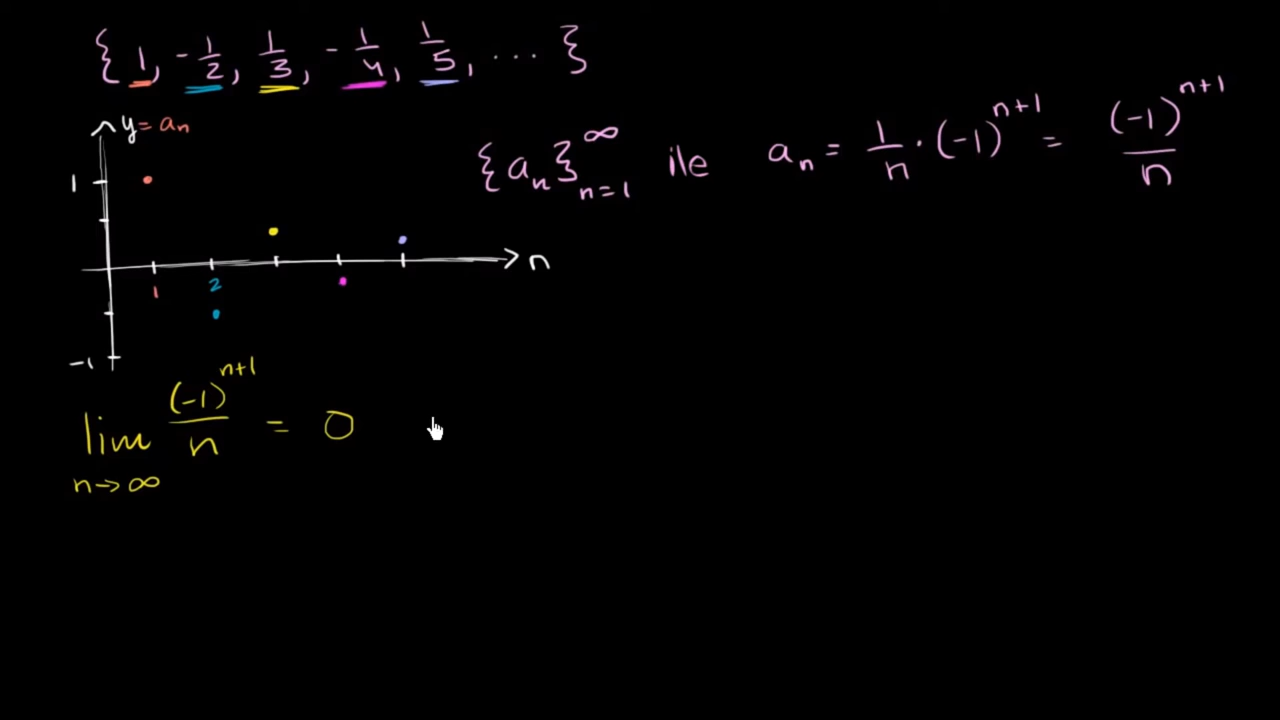 { 1, -1/2, 1/3, -1/4, 1/5, ... }
y = aₙ
1
-1
1 2
n
{aₙ}ₙ₌₁^∞ ile aₙ = 1/n · (-1)ⁿ⁺¹ = (-1)ⁿ⁺¹/n
lim n→∞ (-1)ⁿ⁺¹/n = 0